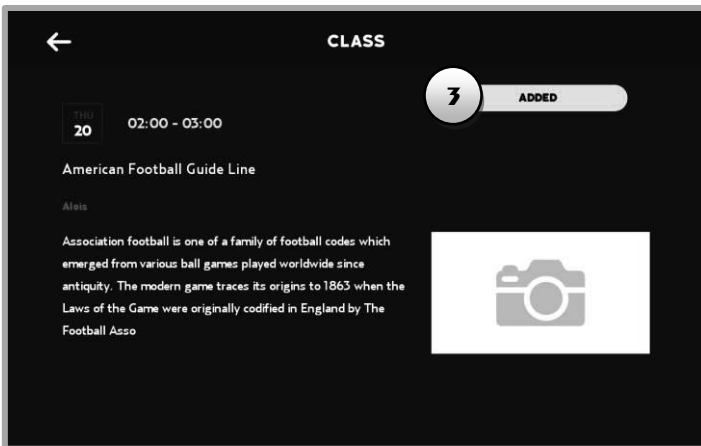 CLASS
3
ADDED
THU
20
02:00 - 03:00
American Football Guide Line
Alois
Association football is one of a family of football codes which
emerged from various ball games played worldwide since
antiquity. The modern game traces its origins to 1863 when the
Laws of the Game were originally codified in England by The
Football Asso